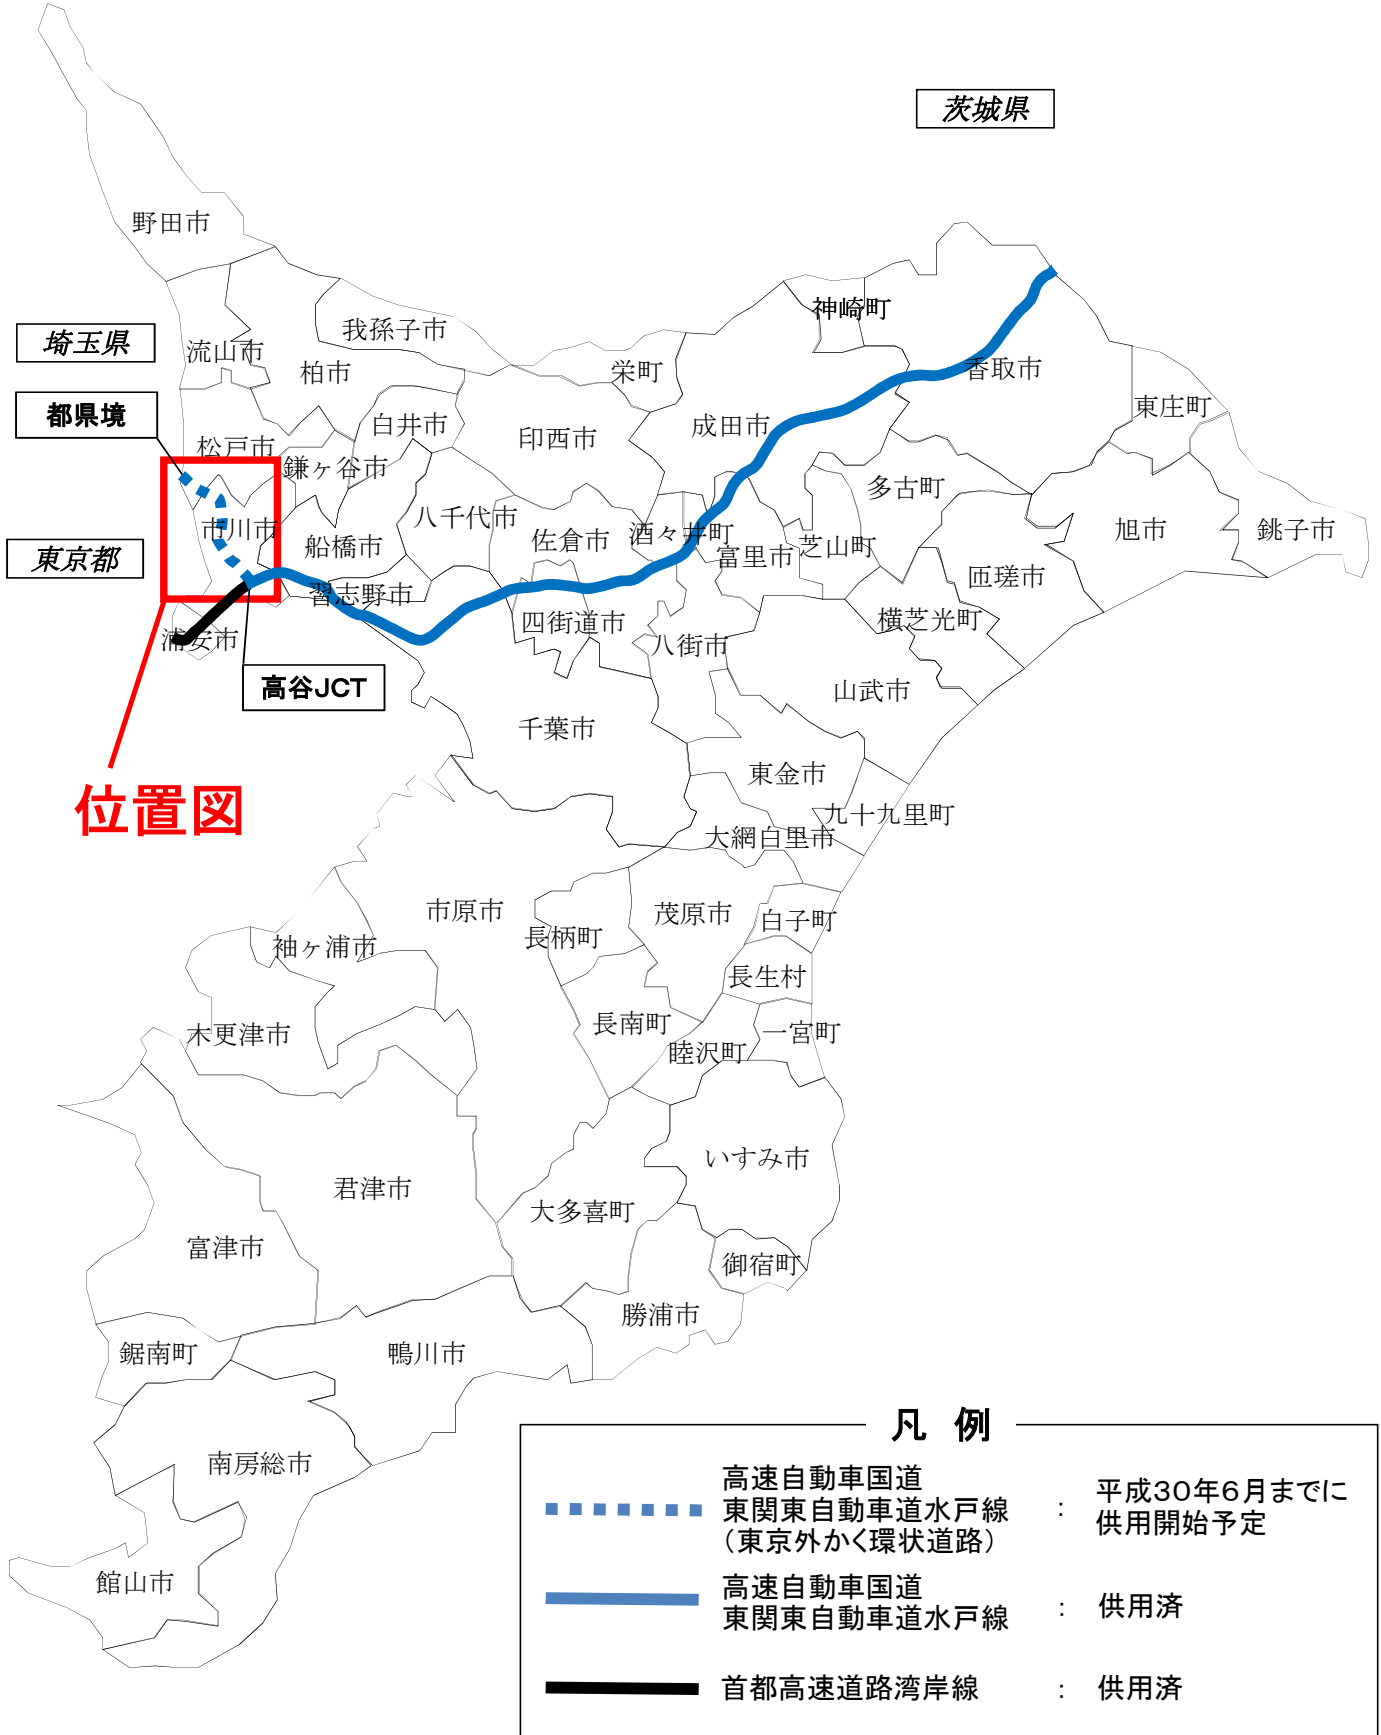 茨城県
野田市
神崎町
我孫子市
埼玉県
流山市
柏市
栄町
香取市
東庄町
都県境
白井市
成田市
印西市
松戸市
鎌ヶ谷市
多古町
八千代市
市川市
酒々井町
旭市
銚子市
佐倉市
船橋市
芝山町
富里市
東京都
匝瑳市
習志野市
横芝光町
四街道市
浦安市
八街市
高谷JCT
山武市
千葉市
東金市
位置図
九十九里町
大網白里市
市原市
茂原市
白子町
長柄町
袖ヶ浦市
長生村
長南町
木更津市
一宮町
睦沢町
いすみ市
君津市
大多喜町
富津市
御宿町
勝浦市
鋸南町
鴨川市
南房総市
館山市
凡 例
高速自動車国道
東関東自動車道水戸線
（東京外かく環状道路）
：
平成30年6月までに
供用開始予定
高速自動車国道
東関東自動車道水戸線
： 供用済
首都高速道路湾岸線 ： 供用済